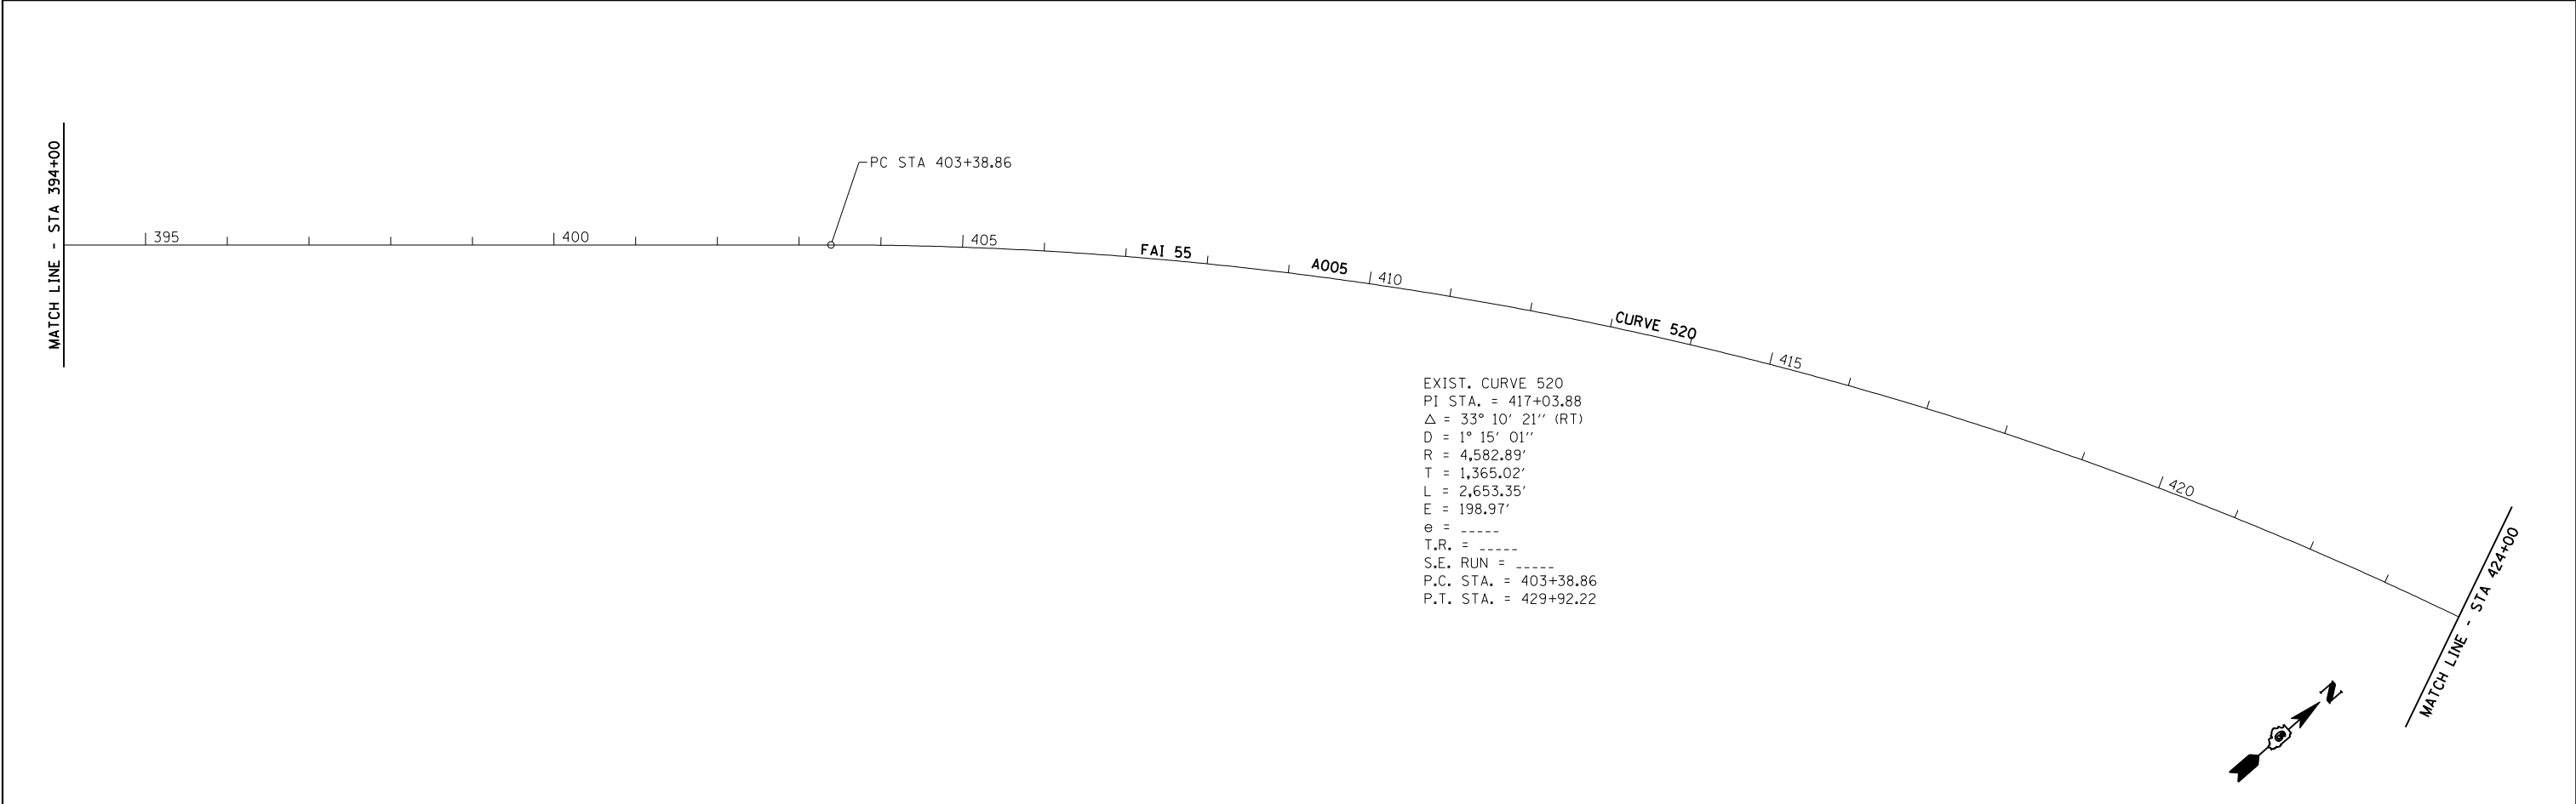 MATCH LINE - STA 394+00
395
400
PC STA 403+38.86
405
FAI 55
A005
410
CURVE 520
415
420
EXIST. CURVE 520
PI STA. = 417+03.88
△ = 33° 10' 21'' (RT)
D = 1° 15' 01''
R = 4,582.89'
T = 1,365.02'
L = 2,653.35'
E = 198.97'
e = _____
T.R. = _____
S.E. RUN = _____
P.C. STA. = 403+38.86
P.T. STA. = 429+92.22
MATCH LINE - STA 424+00
N